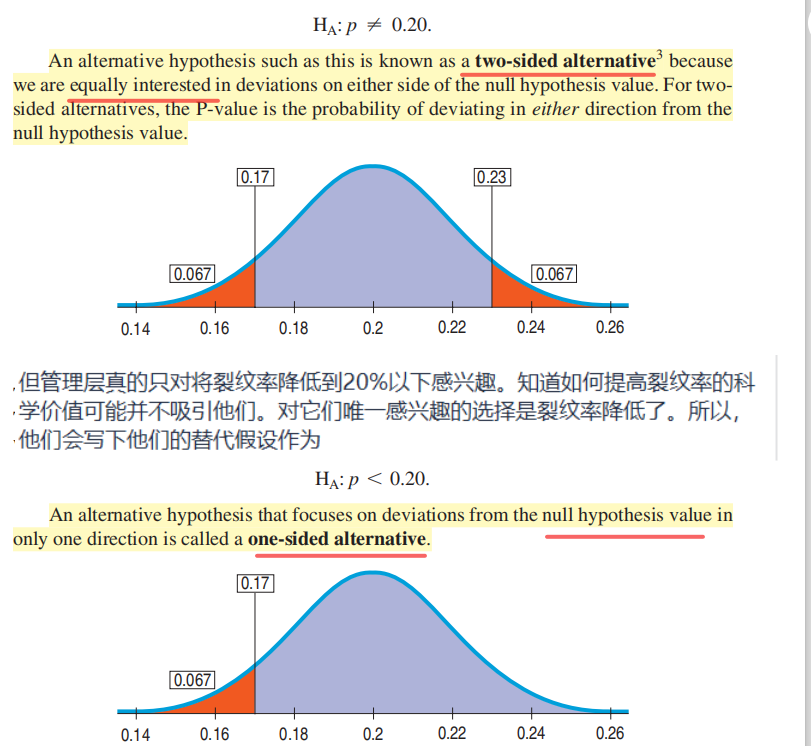 H_A: p ≠ 0.20.
An alternative hypothesis such as this is known as a two-sided alternative³ because
we are equally interested in deviations on either side of the null hypothesis value. For two-
sided alternatives, the P-value is the probability of deviating in either direction from the
null hypothesis value.
0.17 0.23
0.067 0.067
0.14 0.16 0.18 0.2 0.22 0.24 0.26
,但管理层真的只对将裂纹率降低到20%以下感兴趣。知道如何提高裂纹率的科
学价值可能并不吸引他们。对它们唯一感兴趣的选择是裂纹率降低了。所以，
他们会写下他们的替代假设作为
H_A: p < 0.20.
An alternative hypothesis that focuses on deviations from the null hypothesis value in
only one direction is called a one-sided alternative.
0.17
0.067
0.14 0.16 0.18 0.2 0.22 0.24 0.26